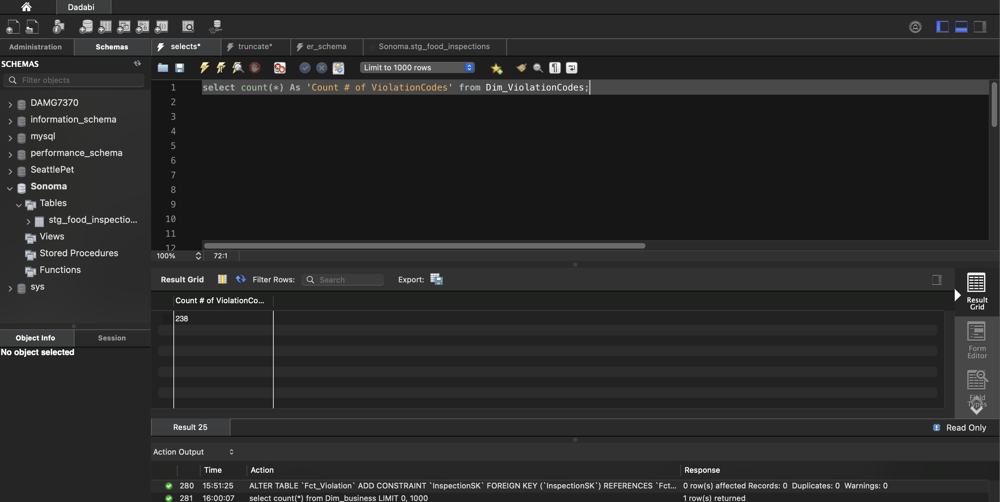 Dadabi
Administration
Schemas
selects*
truncate*
er_schema
Sonoma.stg_food_inspections
SCHEMAS
Filter objects
DAMG7370
information_schema
mysql
performance_schema
SeattlePet
Sonoma
Tables
stg_food_inspectio...
Views
Stored Procedures
Functions
sys
Object Info
Session
No object selected
Limit to 1000 rows
1 select count(*) As 'Count # of ViolationCodes' from Dim_ViolationCodes;
2
3
4
5
6
7
8
9
10
11
12
100% 72:1
Result Grid Filter Rows: Search Export:
Count # of ViolationCo...
238
Result
Grid
Form
Editor
Field
Types
Result 25
Read Only
Action Output
Time Action Response
280 15:51:25 ALTER TABLE `Fct_Violation` ADD CONSTRAINT `InspectionSK` FOREIGN KEY (`InspectionSK`) REFERENCES `Fct... 0 row(s) affected Records: 0 Duplicates: 0 Warnings: 0
281 16:00:07 select count(*) from Dim_business LIMIT 0, 1000 1 row(s) returned